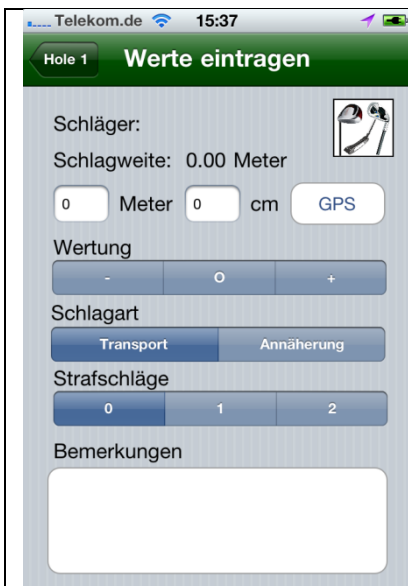 Telekom.de 15:37
Hole 1 Werte eintragen
Schläger:
Schlagweite: 0.00 Meter
0 Meter 0 cm GPS
Wertung
- O +
Schlagart
Transport Annäherung
Strafschläge
0 1 2
Bemerkungen